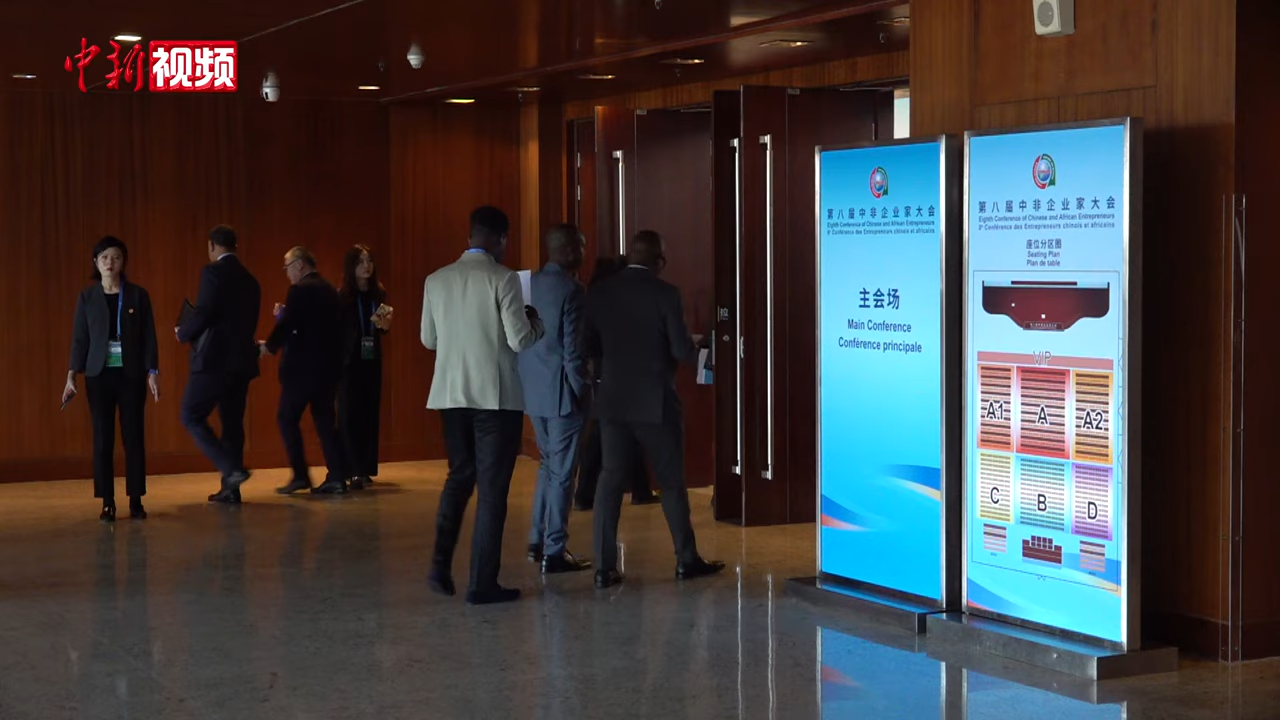 中新视频
第八届中非企业家大会
Eighth Conference of Chinese and African Entrepreneurs
8ᵉ Conférence des Entrepreneurs chinois et africains
主会场
Main Conference
Conférence principale
第八届中非企业家大会
Eighth Conference of Chinese and African Entrepreneurs
8ᵉ Conférence des Entrepreneurs chinois et africains
座位分区图
Seating Plan
Plan de table
VIP
A1 A A2
C B D